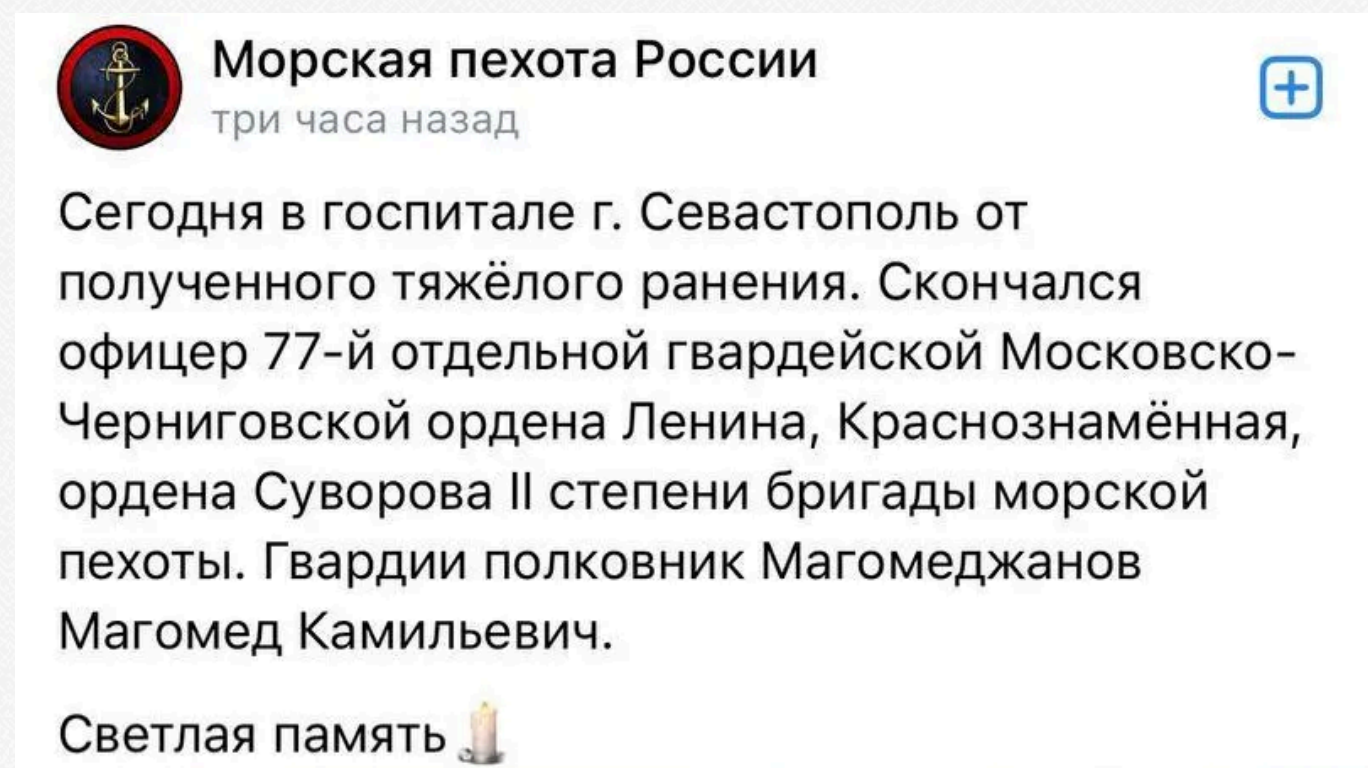 Морская пехота России
три часа назад
Сегодня в госпитале г. Севастополь от
полученного тяжёлого ранения. Скончался
офицер 77-й отдельной гвардейской Московско-
Черниговской ордена Ленина, Краснознамённая,
ордена Суворова II степени бригады морской
пехоты. Гвардии полковник Магомеджанов
Магомед Камильевич.
Светлая память